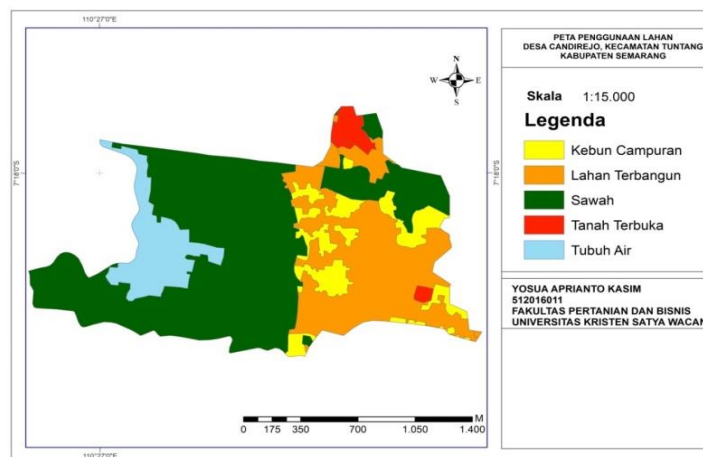 110°27'0"E
PETA PENGGUNAAN LAHAN
DESA CANDIREJO, KECAMATAN TUNTANG
KABUPATEN SEMARANG
N
W E
S
Skala 1:15.000
Legenda
Kebun Campuran
Lahan Terbangun
Sawah
Tanah Terbuka
Tubuh Air
7°18'0"S
7°18'0"S
YOSUA APRIANTO KASIM
512016011
FAKULTAS PERTANIAN DAN BISNIS
UNIVERSITAS KRISTEN SATYA WACAN
M
0 175 350 700 1.050 1.400
110°27'0"E